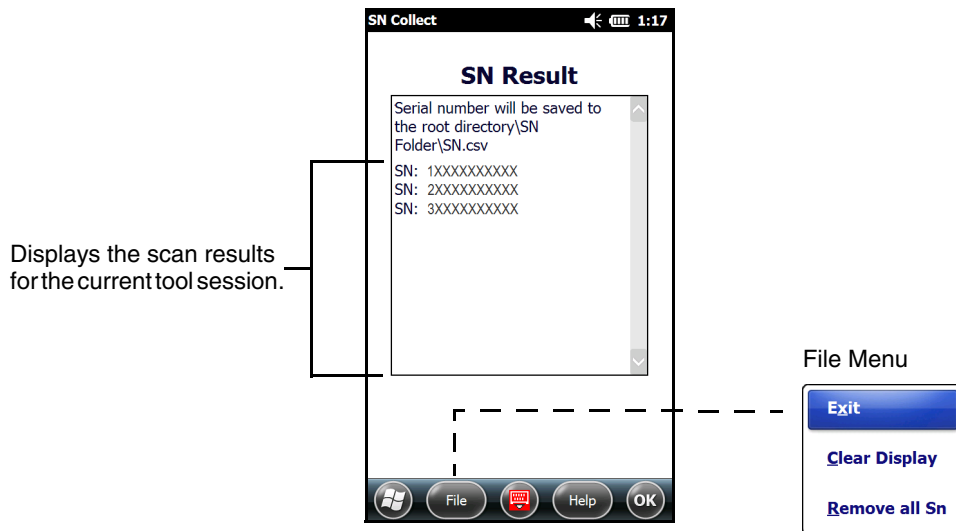 SN Collect 1:17
SN Result
Serial number will be saved to
the root directory\SN
Folder\SN.csv
SN: 1XXXXXXXXXX
SN: 2XXXXXXXXXX
SN: 3XXXXXXXXXX
Displays the scan results
for the current tool session.
File Menu
Exit
Clear Display
Remove all Sn
File Help OK